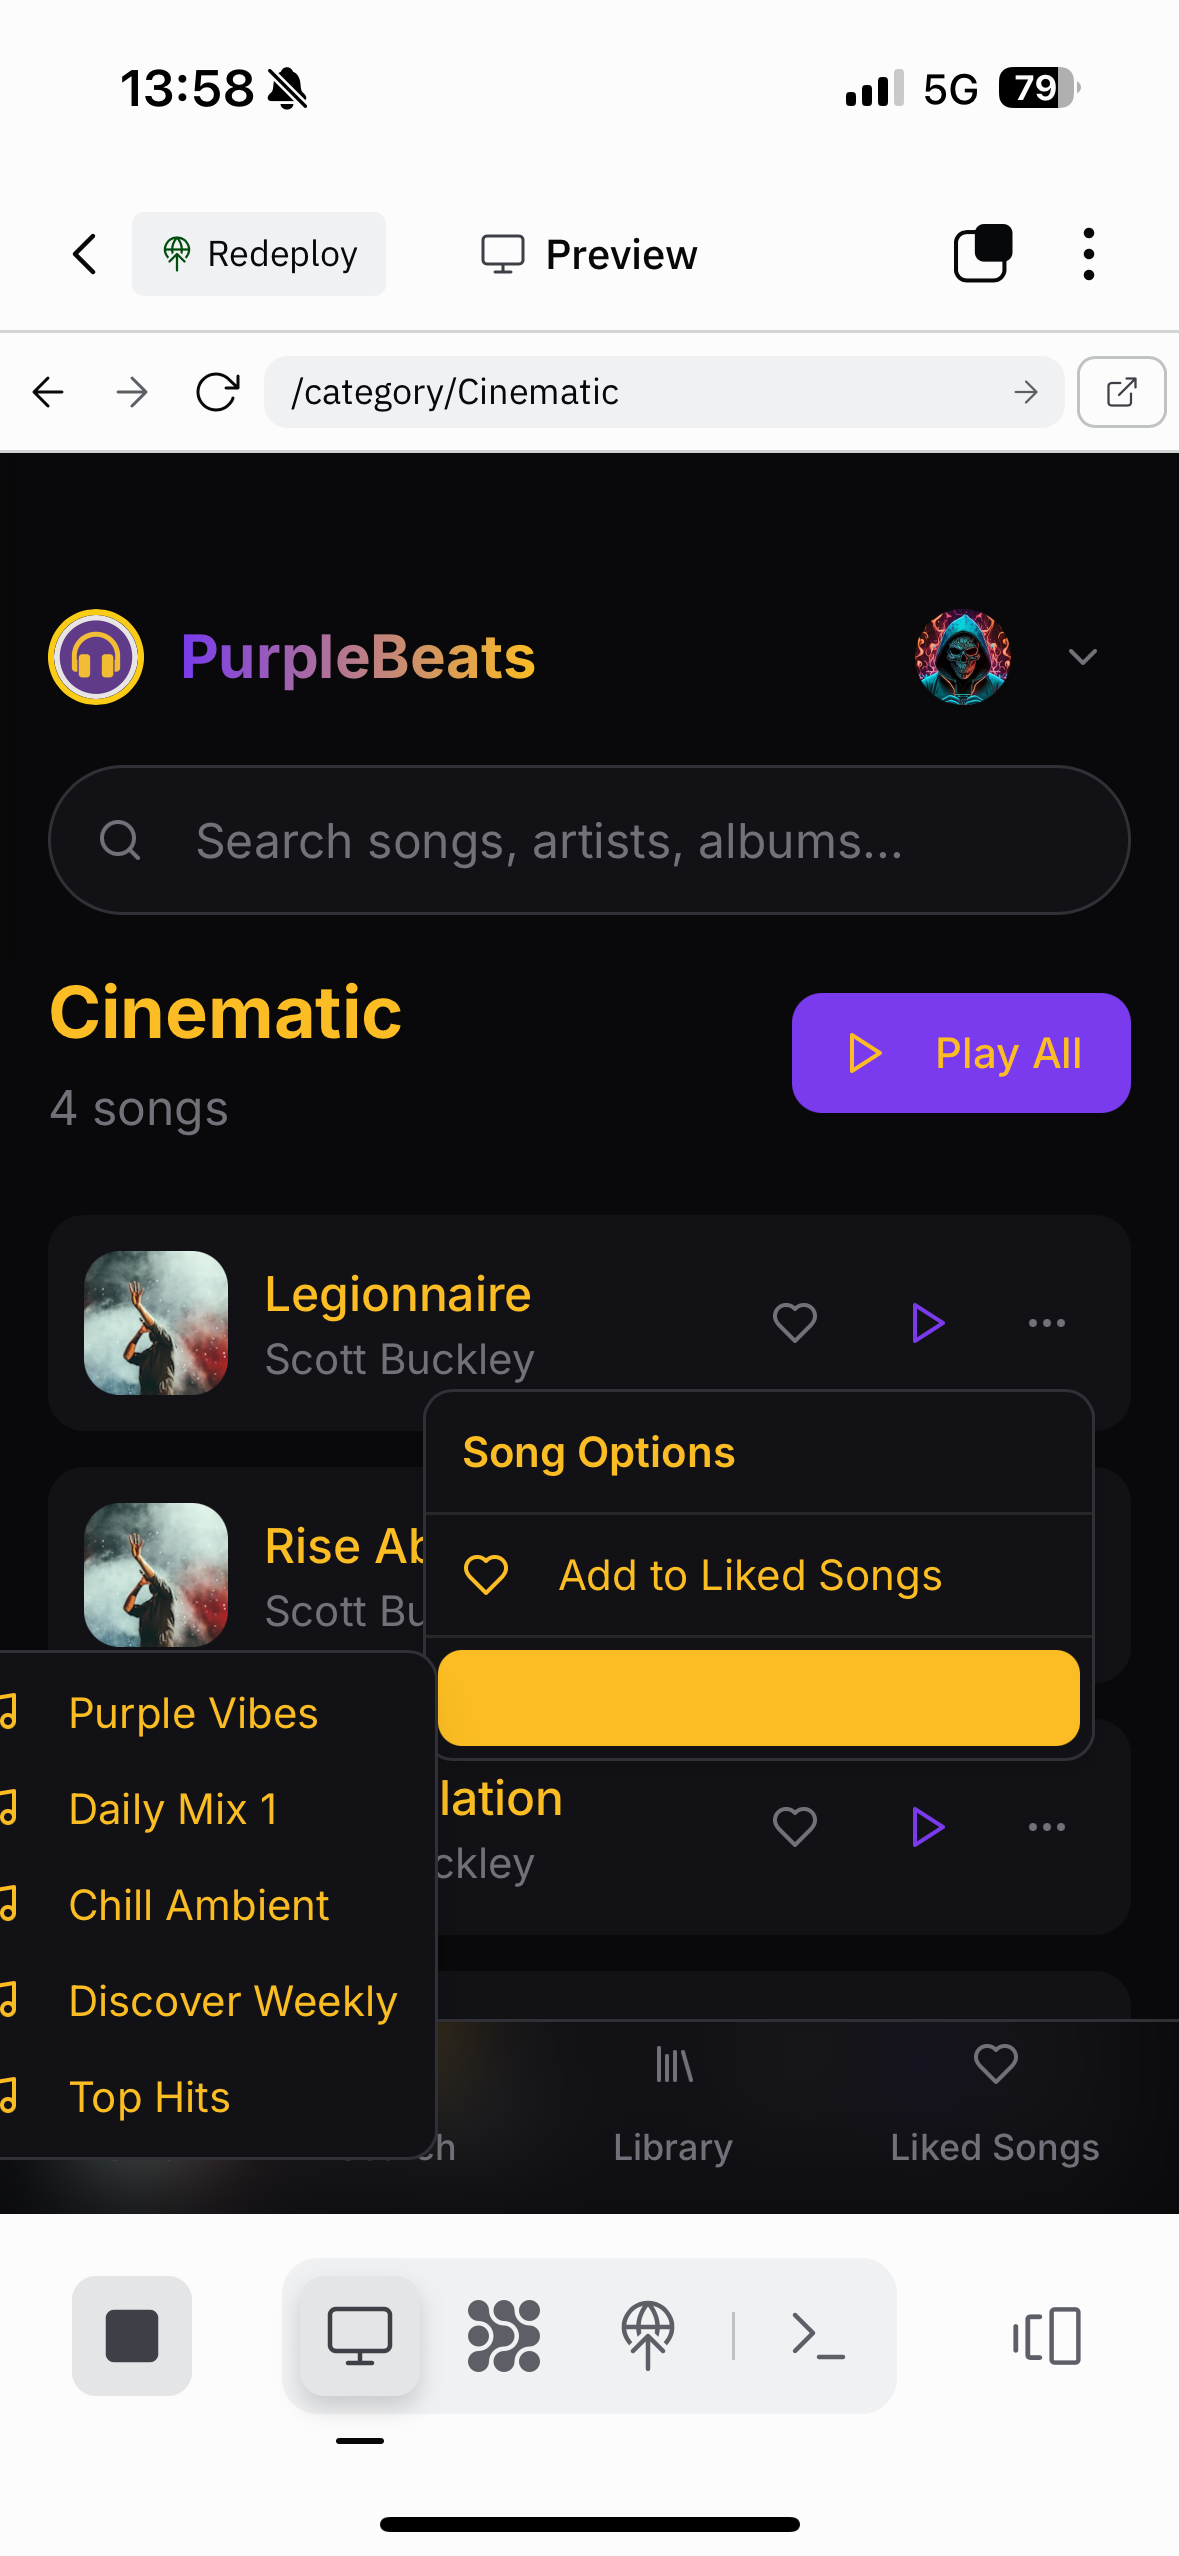 13:58
5G
79
Redeploy
Preview
/category/Cinematic
PurpleBeats
Search songs, artists, albums...
Cinematic
4 songs
Play All
Legionnaire
Scott Buckley
Song Options
Rise Ab
Scott Bu
Add to Liked Songs
Purple Vibes
Daily Mix 1
lation
ckley
Chill Ambient
Discover Weekly
Top Hits
ch
Library
Liked Songs